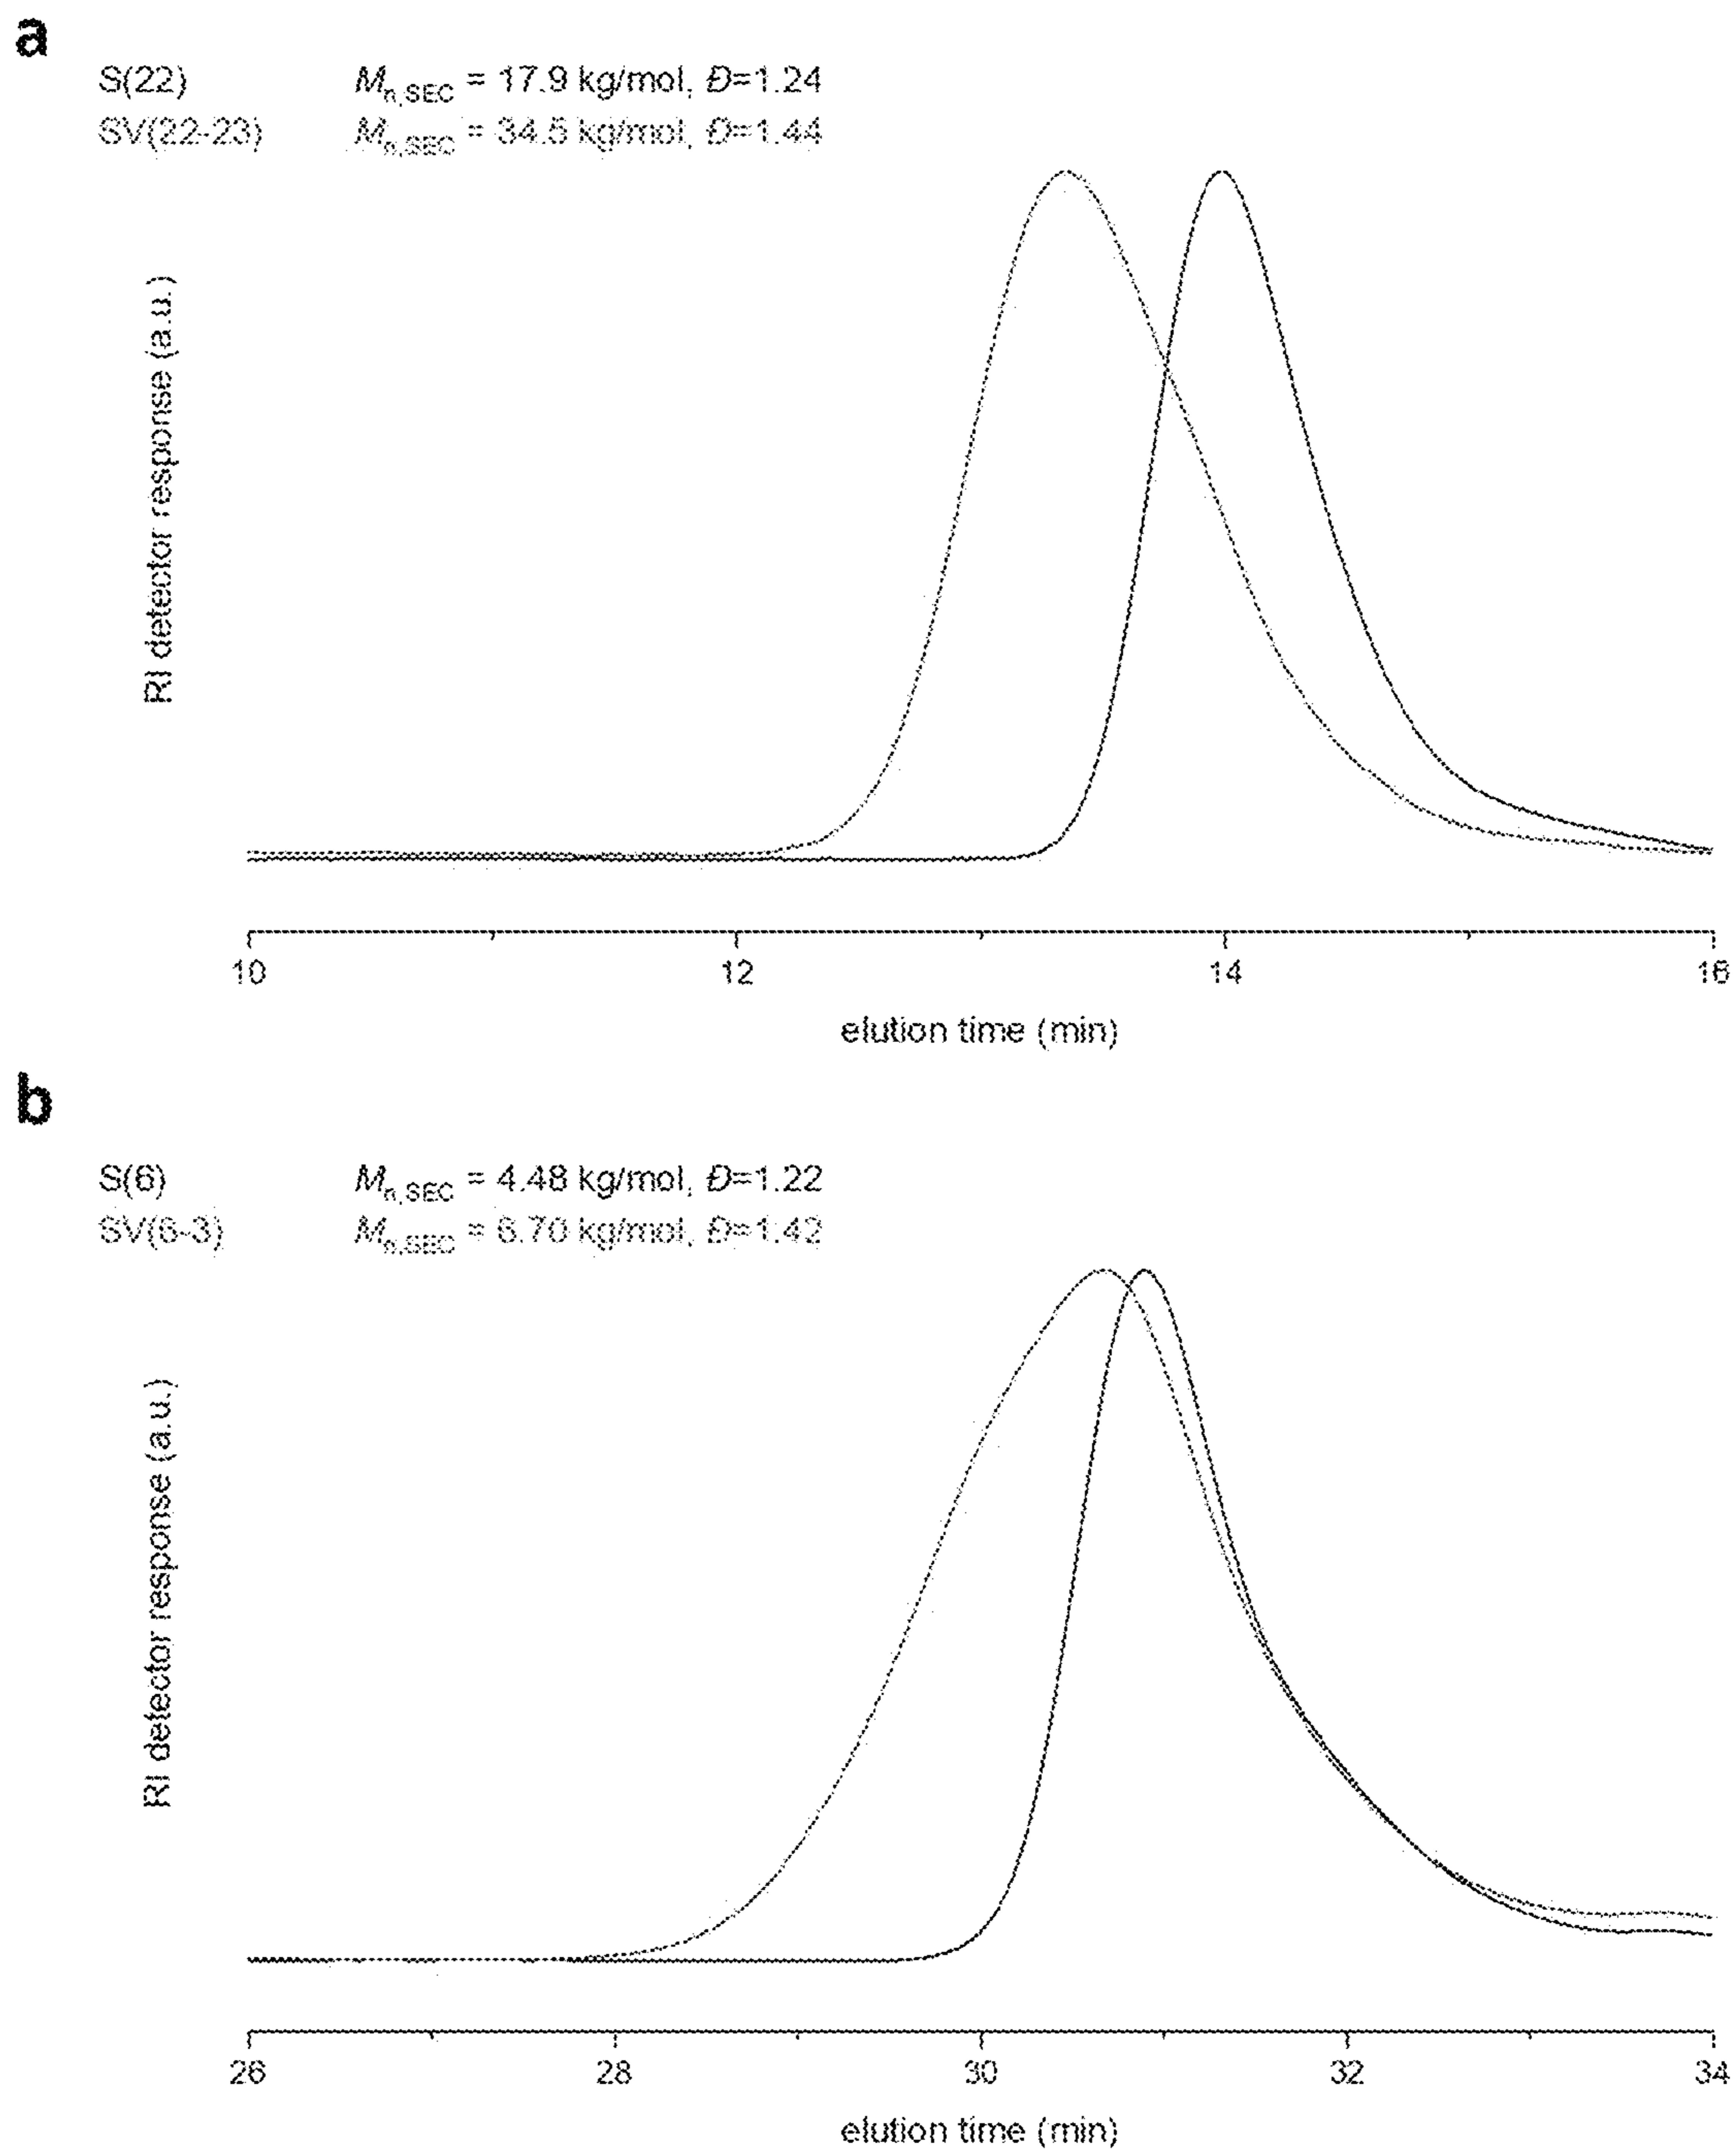 a
S(22) Mn,SEC = 17.9 kg/mol, Đ=1.24
SV(22-23) Mn,SEC = 34.5 kg/mol, Đ=1.44
RI detector response (a.u.)
10 12 14 16
elution time (min)
b
S(6) Mn,SEC = 4.48 kg/mol, Đ=1.22
SV(6-3) Mn,SEC = 6.70 kg/mol, Đ=1.42
RI detector response (a.u.)
26 28 30 32 34
elution time (min)